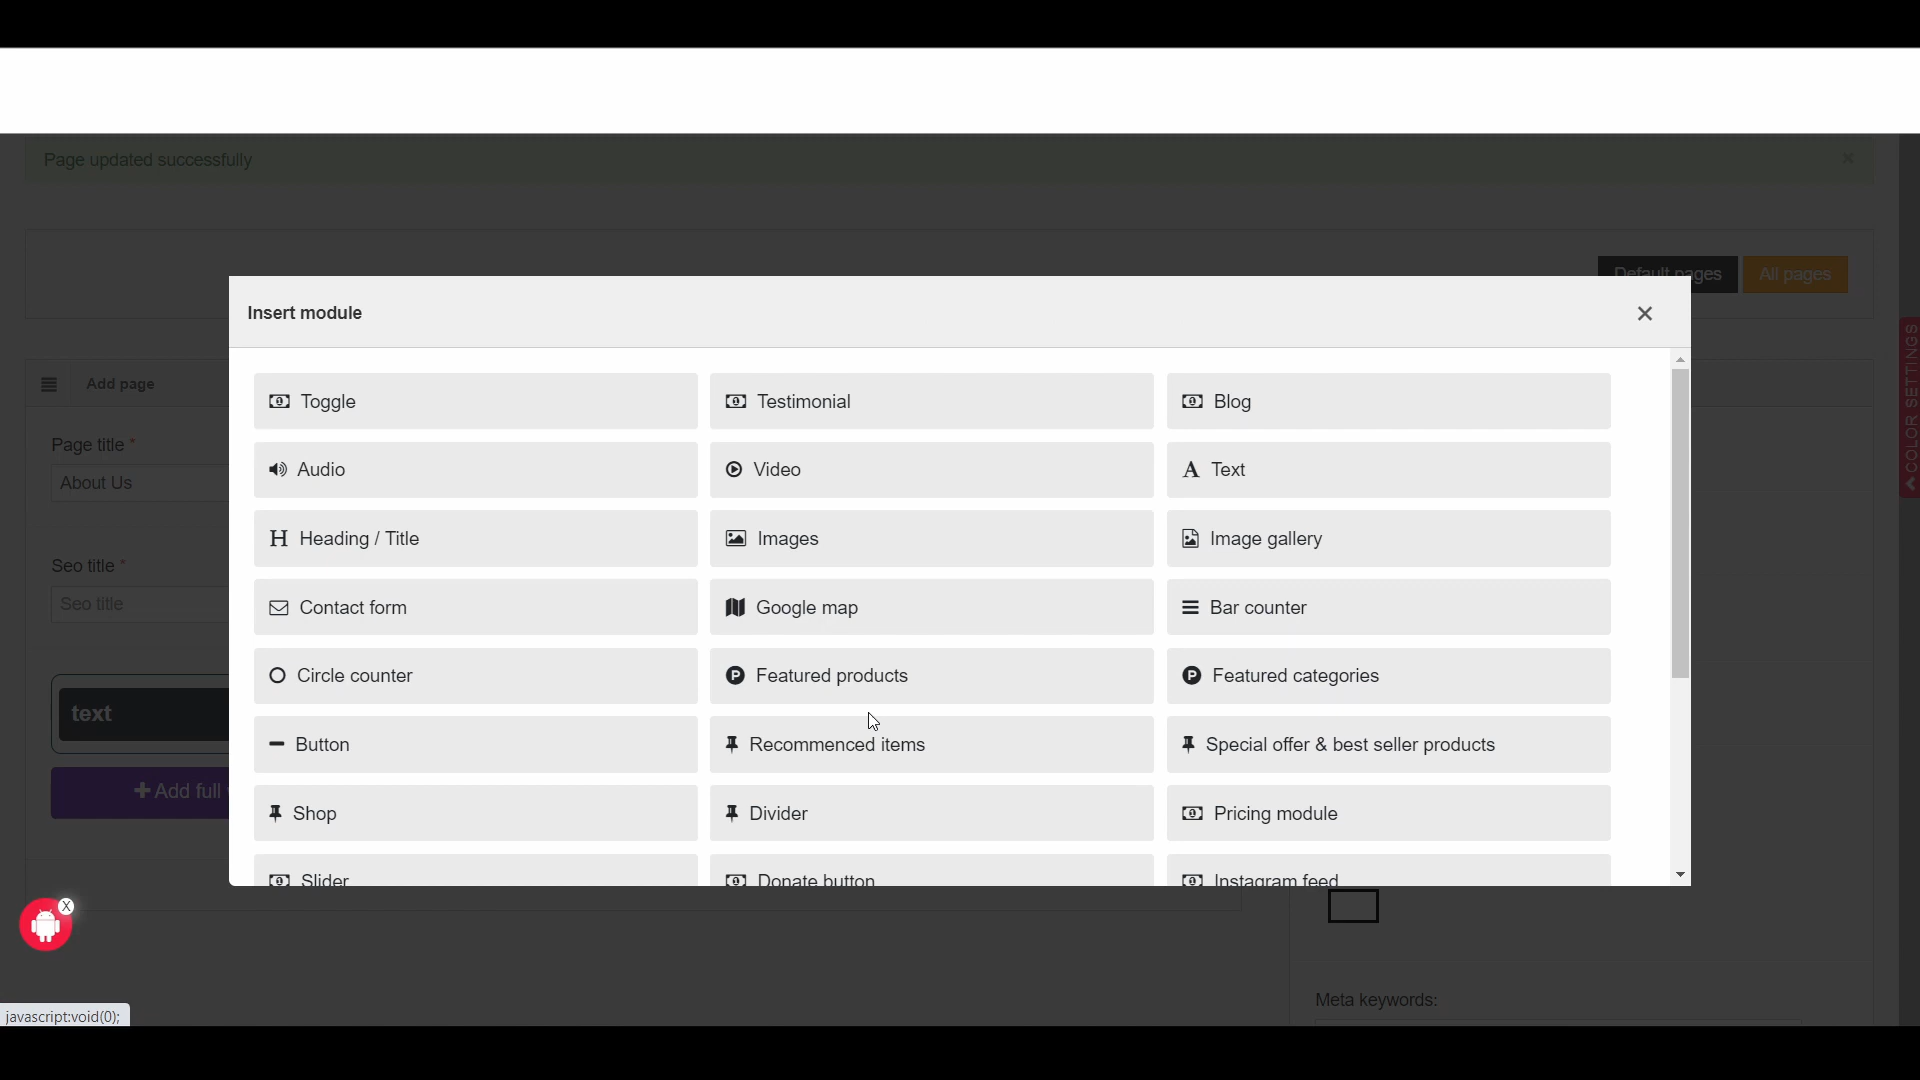 Page updated successfully
×
Default pages
All pages
Insert module
×
COLOR SETTINGS
Add page
Page title *
About Us
Seo title *
Seo title
text
Add full
Toggle
Testimonial
Blog
Audio
Video
Text
Heading / Title
Images
Image gallery
Contact form
Google map
Bar counter
Circle counter
Featured products
Featured categories
Button
Recommenced items
Special offer & best seller products
Shop
Divider
Pricing module
Slider
Donate button
Instagram feed
X
Meta keywords:
javascript:void(0);